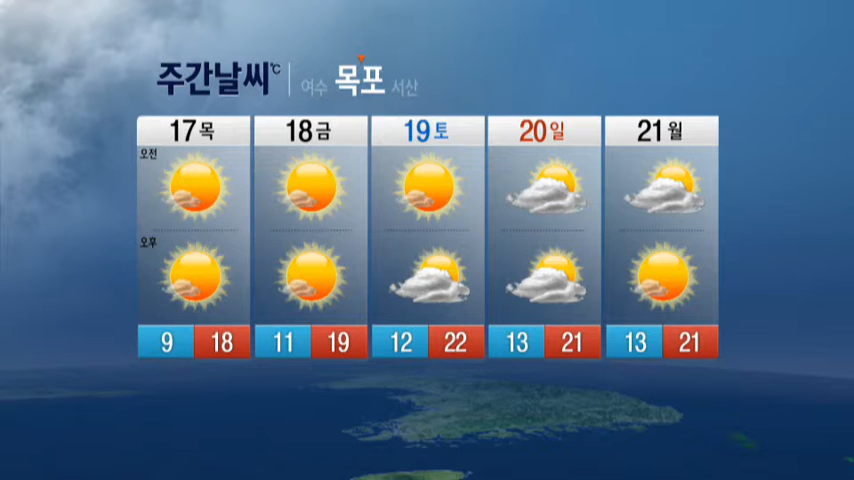 주간날씨 ℃ 여수 목포 서산
17목 18금 19토 20일 21월
오전
오후
9 18 11 19 12 22 13 21 13 21